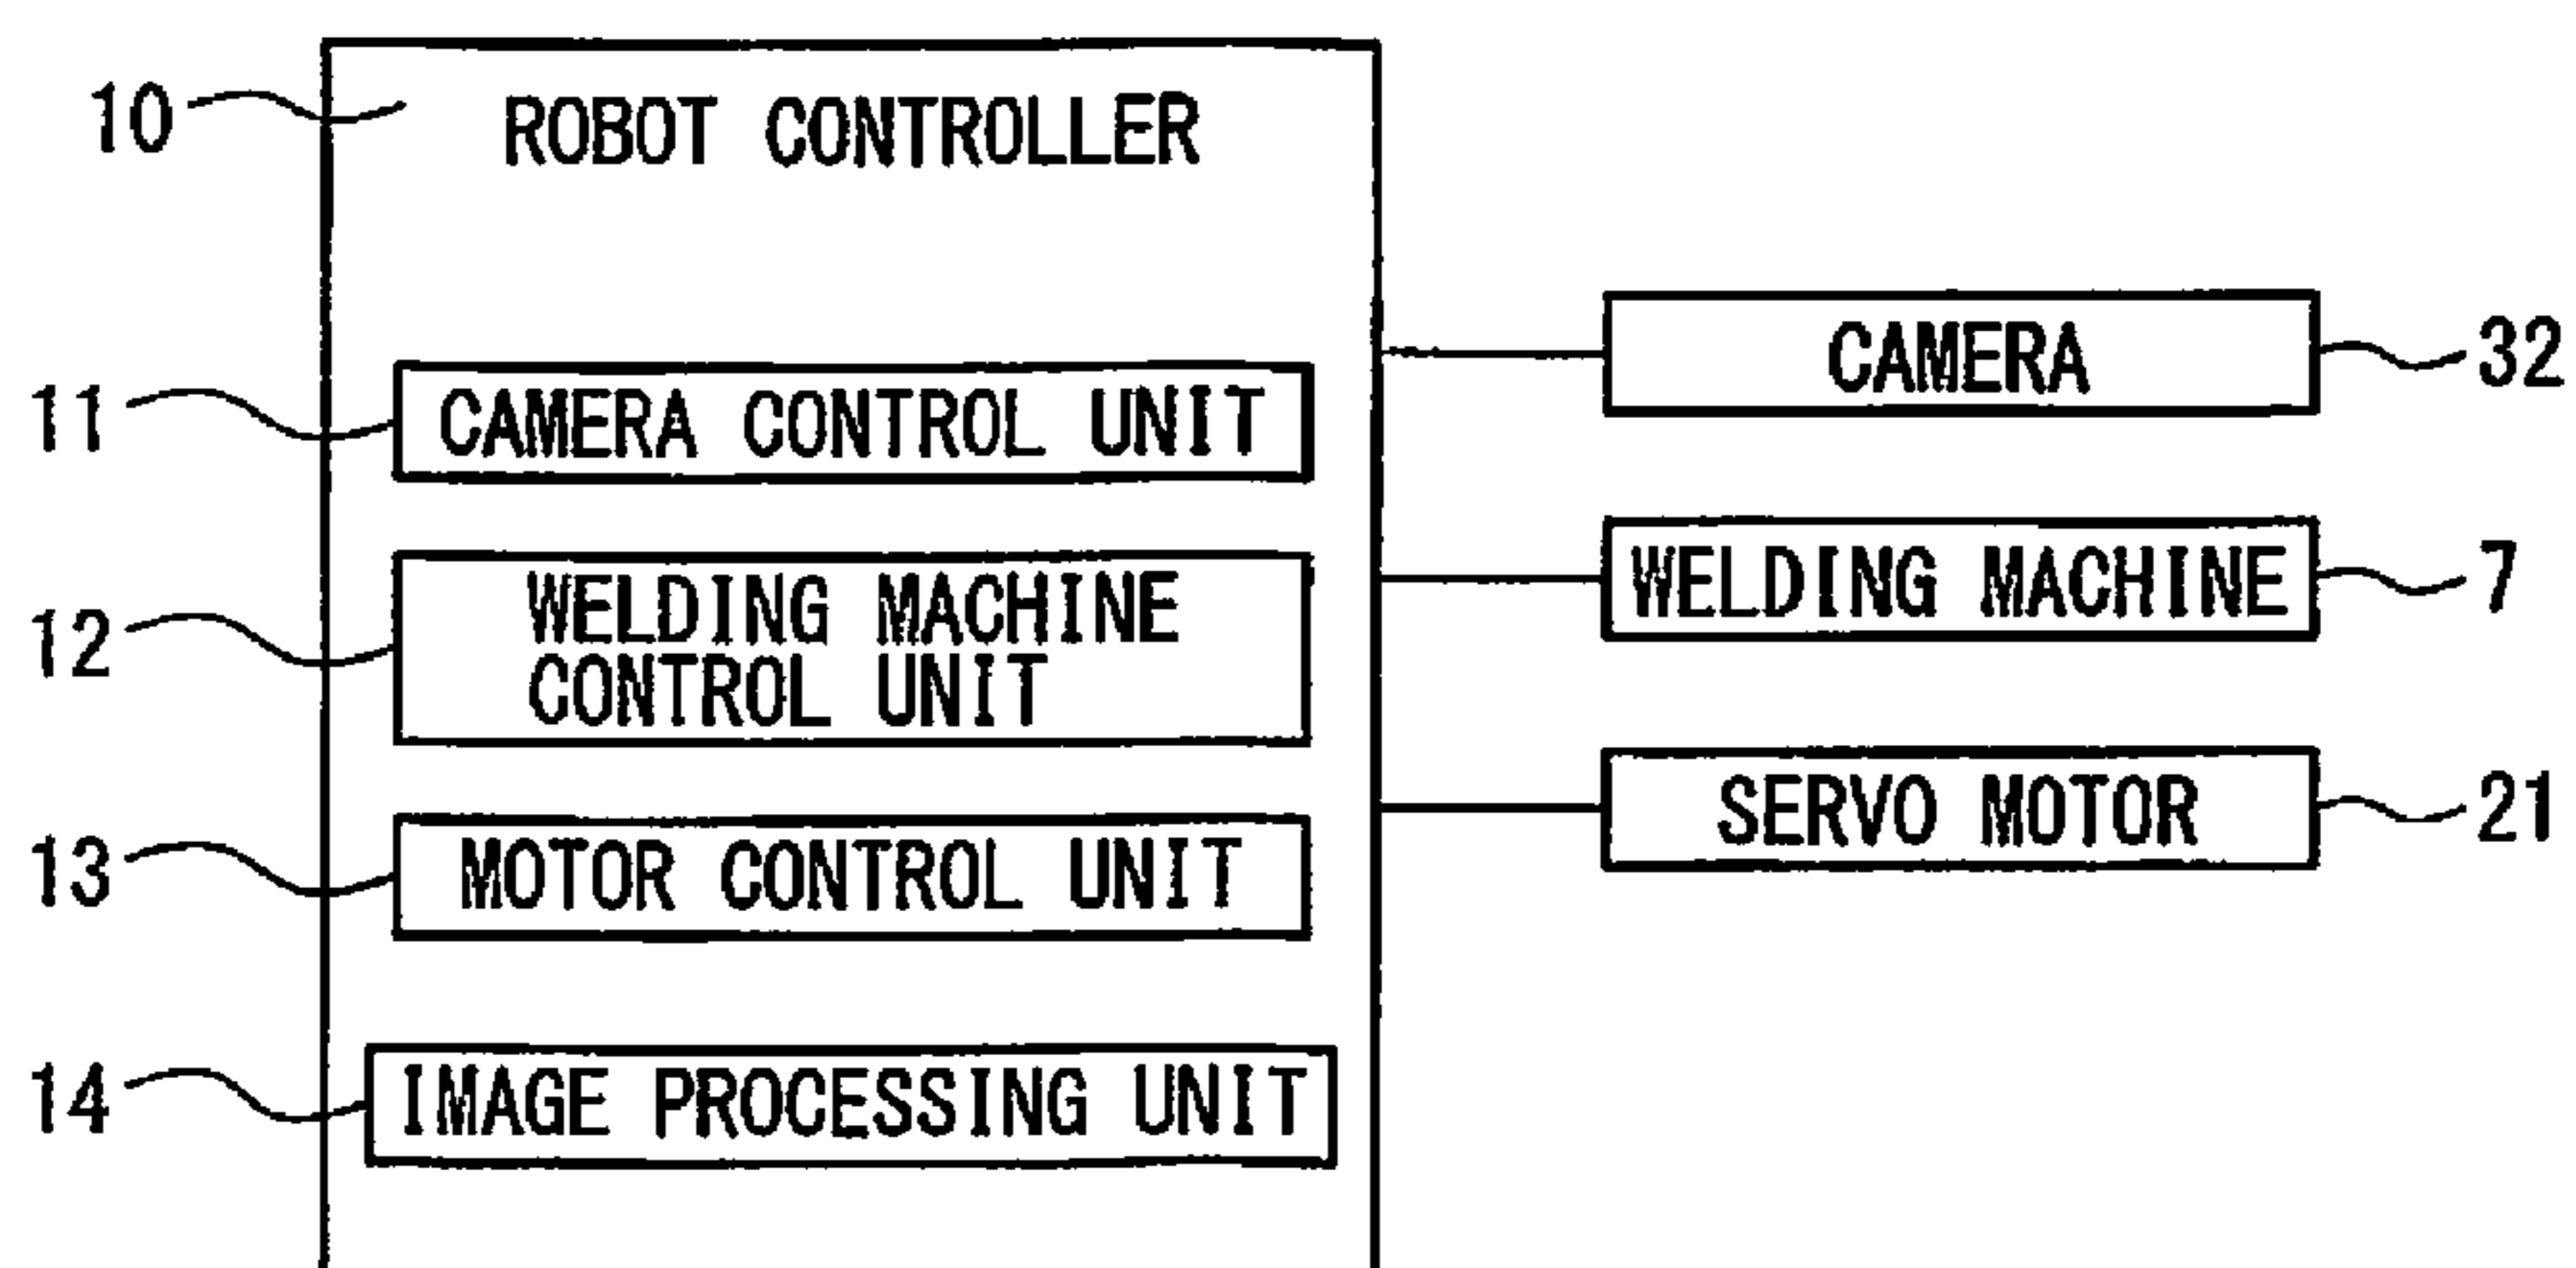 10
ROBOT CONTROLLER
11
CAMERA CONTROL UNIT
12
WELDING MACHINE
CONTROL UNIT
13
MOTOR CONTROL UNIT
14
IMAGE PROCESSING UNIT
CAMERA
32
WELDING MACHINE
7
SERVO MOTOR
21